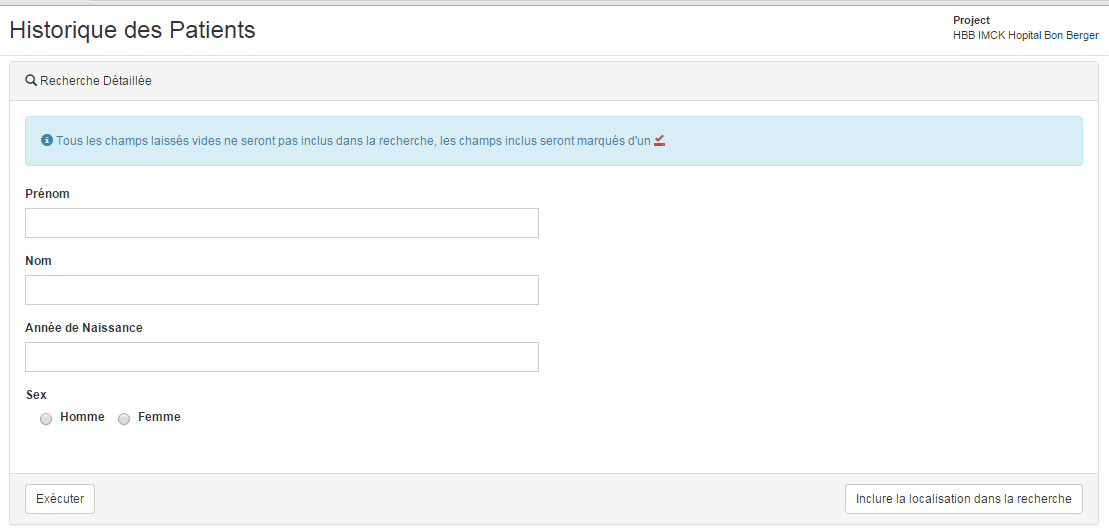 Historique des Patients
Project
HBB IMCK Hopital Bon Berger
Recherche Détaillée
Tous les champs laissés vides ne seront pas inclus dans la recherche, les champs inclus seront marqués d'un
Prénom
Nom
Année de Naissance
Sex
Homme Femme
Exécuter
Inclure la localisation dans la recherche